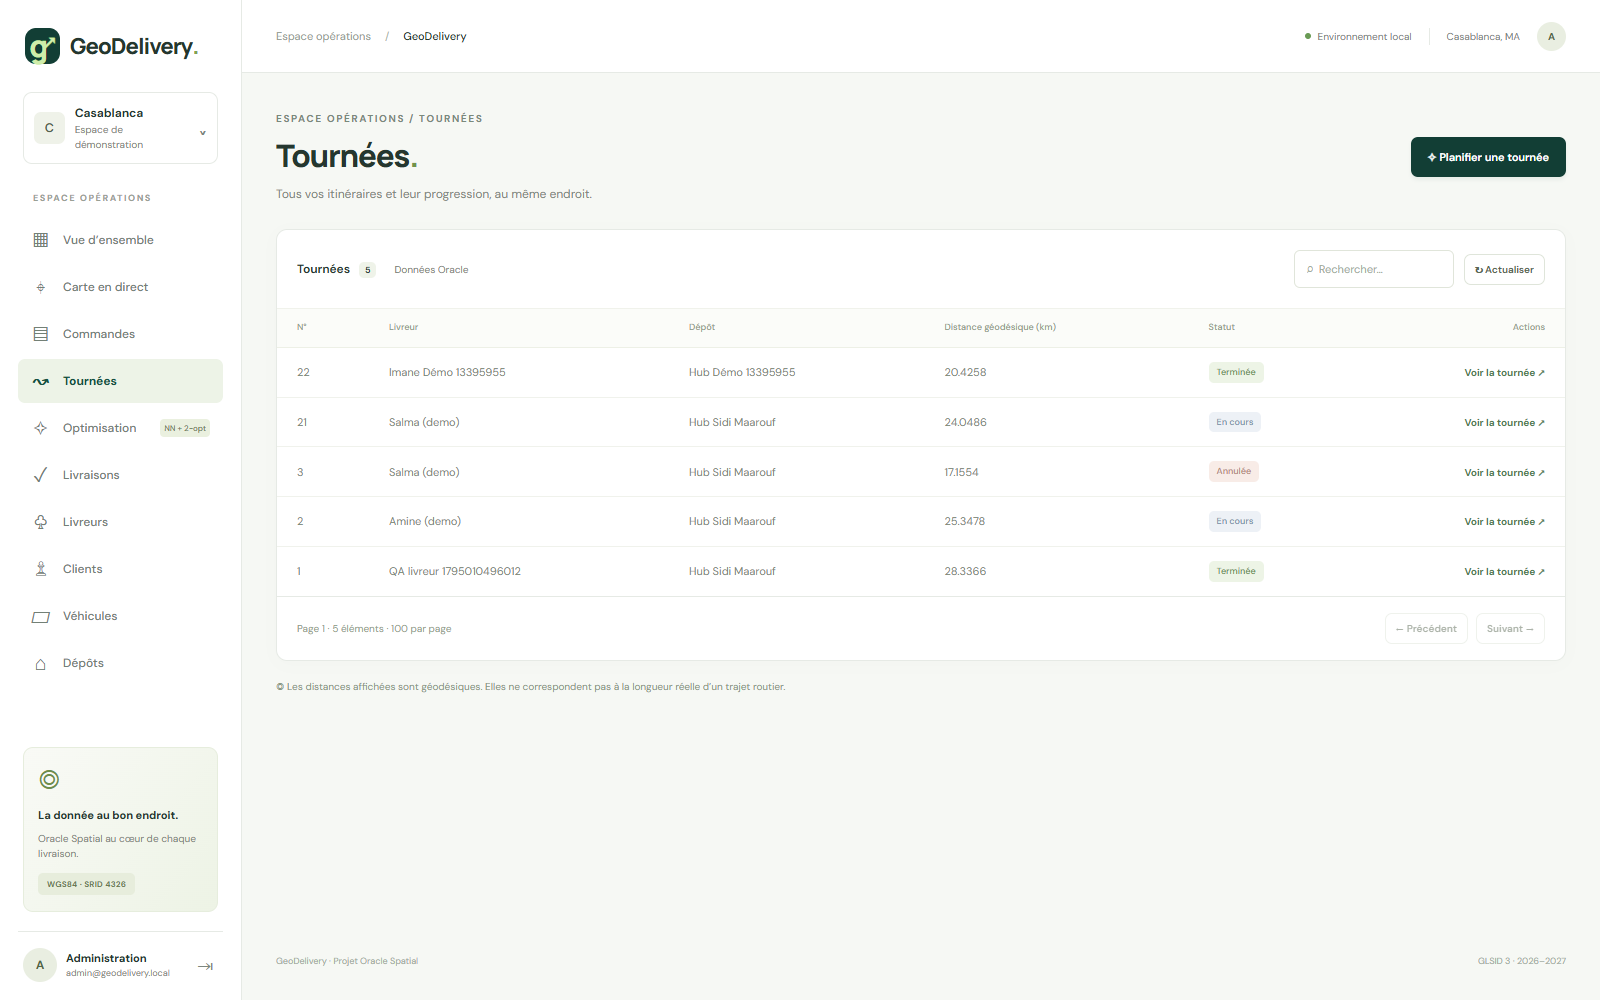 GeoDelivery.
C
Casablanca
Espace de
démonstration
ESPACE OPÉRATIONS
Vue d'ensemble
Carte en direct
Commandes
Tournées
Optimisation NN + 2-opt
Livraisons
Livreurs
Clients
Véhicules
Dépôts
La donnée au bon endroit.
Oracle Spatial au cœur de chaque
livraison.
WGS84 · SRID 4326
A
Administration
admin@geodelivery.local
Espace opérations / GeoDelivery
Environnement local
Casablanca, MA
A
ESPACE OPÉRATIONS / TOURNÉES
Tournées.
Tous vos itinéraires et leur progression, au même endroit.
✧ Planifier une tournée
Tournées 5 Données Oracle
Rechercher...
↻ Actualiser
N° Livreur Dépôt Distance géodésique (km) Statut Actions
22 Imane Démo 13395955 Hub Démo 13395955 20.4258 Terminée Voir la tournée ↗
21 Salma (demo) Hub Sidi Maarouf 24.0486 En cours Voir la tournée ↗
3 Salma (demo) Hub Sidi Maarouf 17.1554 Annulée Voir la tournée ↗
2 Amine (demo) Hub Sidi Maarouf 25.3478 En cours Voir la tournée ↗
1 QA livreur 1795010496012 Hub Sidi Maarouf 28.3366 Terminée Voir la tournée ↗
Page 1 · 5 éléments · 100 par page
← Précédent
Suivant →
© Les distances affichées sont géodésiques. Elles ne correspondent pas à la longueur réelle d'un trajet routier.
GeoDelivery · Projet Oracle Spatial
GLSID 3 · 2026–2027